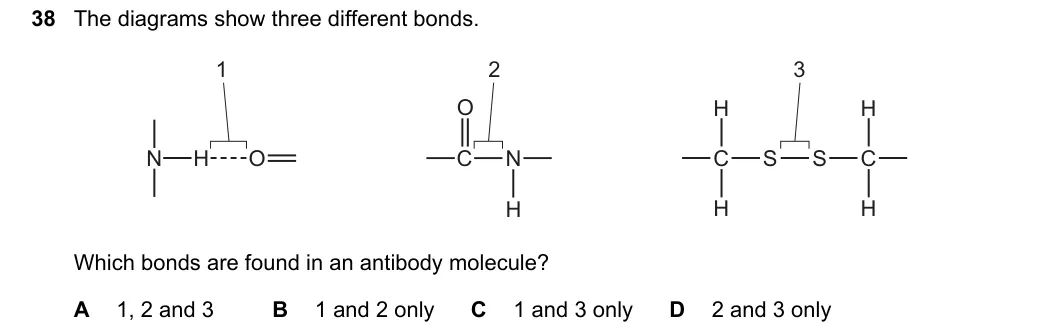 38 The diagrams show three different bonds.
1 2 3
O H H
N H O C N C S S C
H H H
Which bonds are found in an antibody molecule?
A 1, 2 and 3 B 1 and 2 only C 1 and 3 only D 2 and 3 only